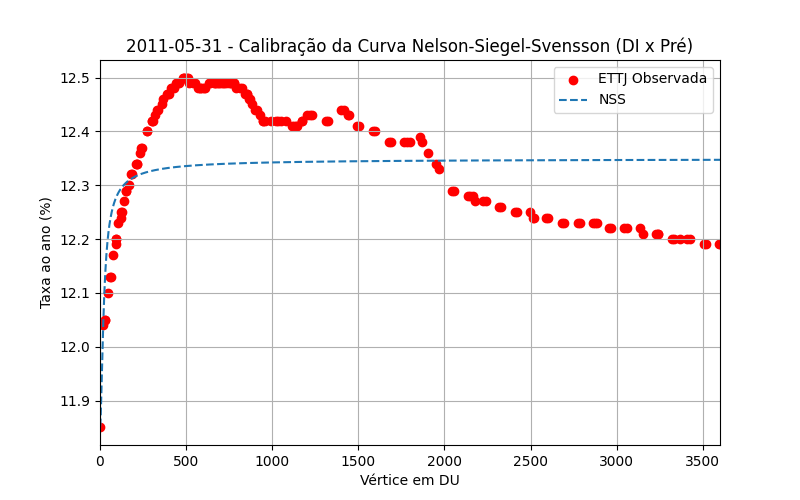 2011-05-31 - Calibração da Curva Nelson-Siegel-Svensson (DI x Pré)
ETTJ Observada
NSS
Taxa ao ano (%)
12.5
12.4
12.3
12.2
12.1
12.0
11.9
0 500 1000 1500 2000 2500 3000 3500
Vértice em DU